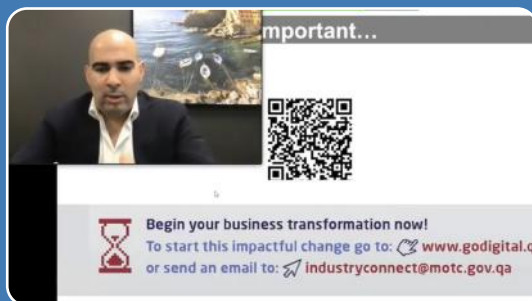 mportant...
Begin your business transformation now!
To start this impactful change go to: www.godigital.q
or send an email to: industryconnect@motc.gov.qa